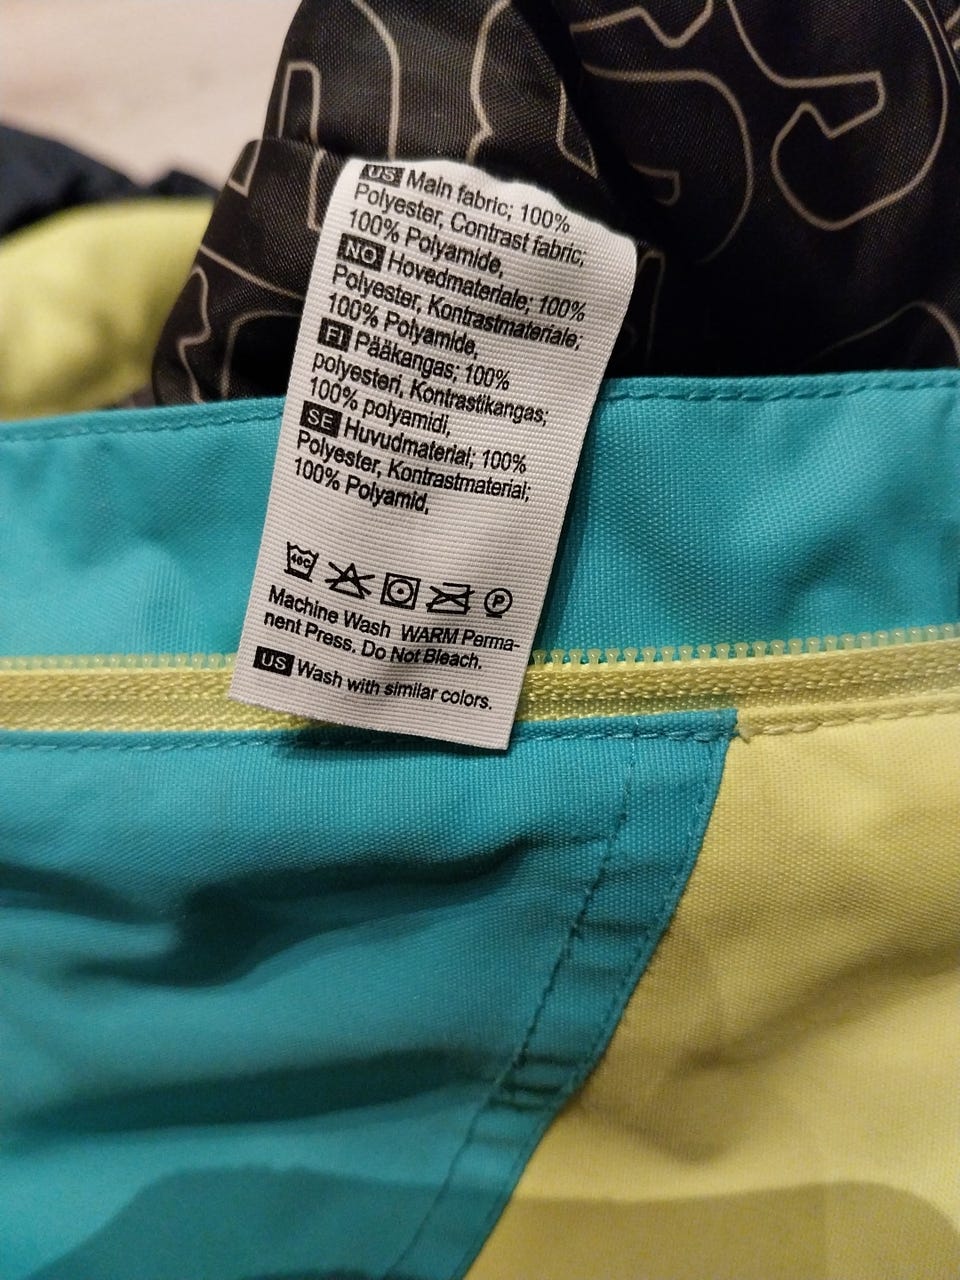 US Main fabric; 100%
Polyester, Contrast fabric;
100% Polyamide,
NO Hovedmateriale; 100%
Polyester, Kontrastmateriale;
100% Polyamide,
FI Pääkangas; 100%
polyesteri, Kontrastikangas;
100% polyamidi,
SE Huvudmaterial; 100%
Polyester, Kontrastmaterial;
100% Polyamid,
40C P
Machine Wash WARM Perma-
nent Press. Do Not Bleach.
US Wash with similar colors.